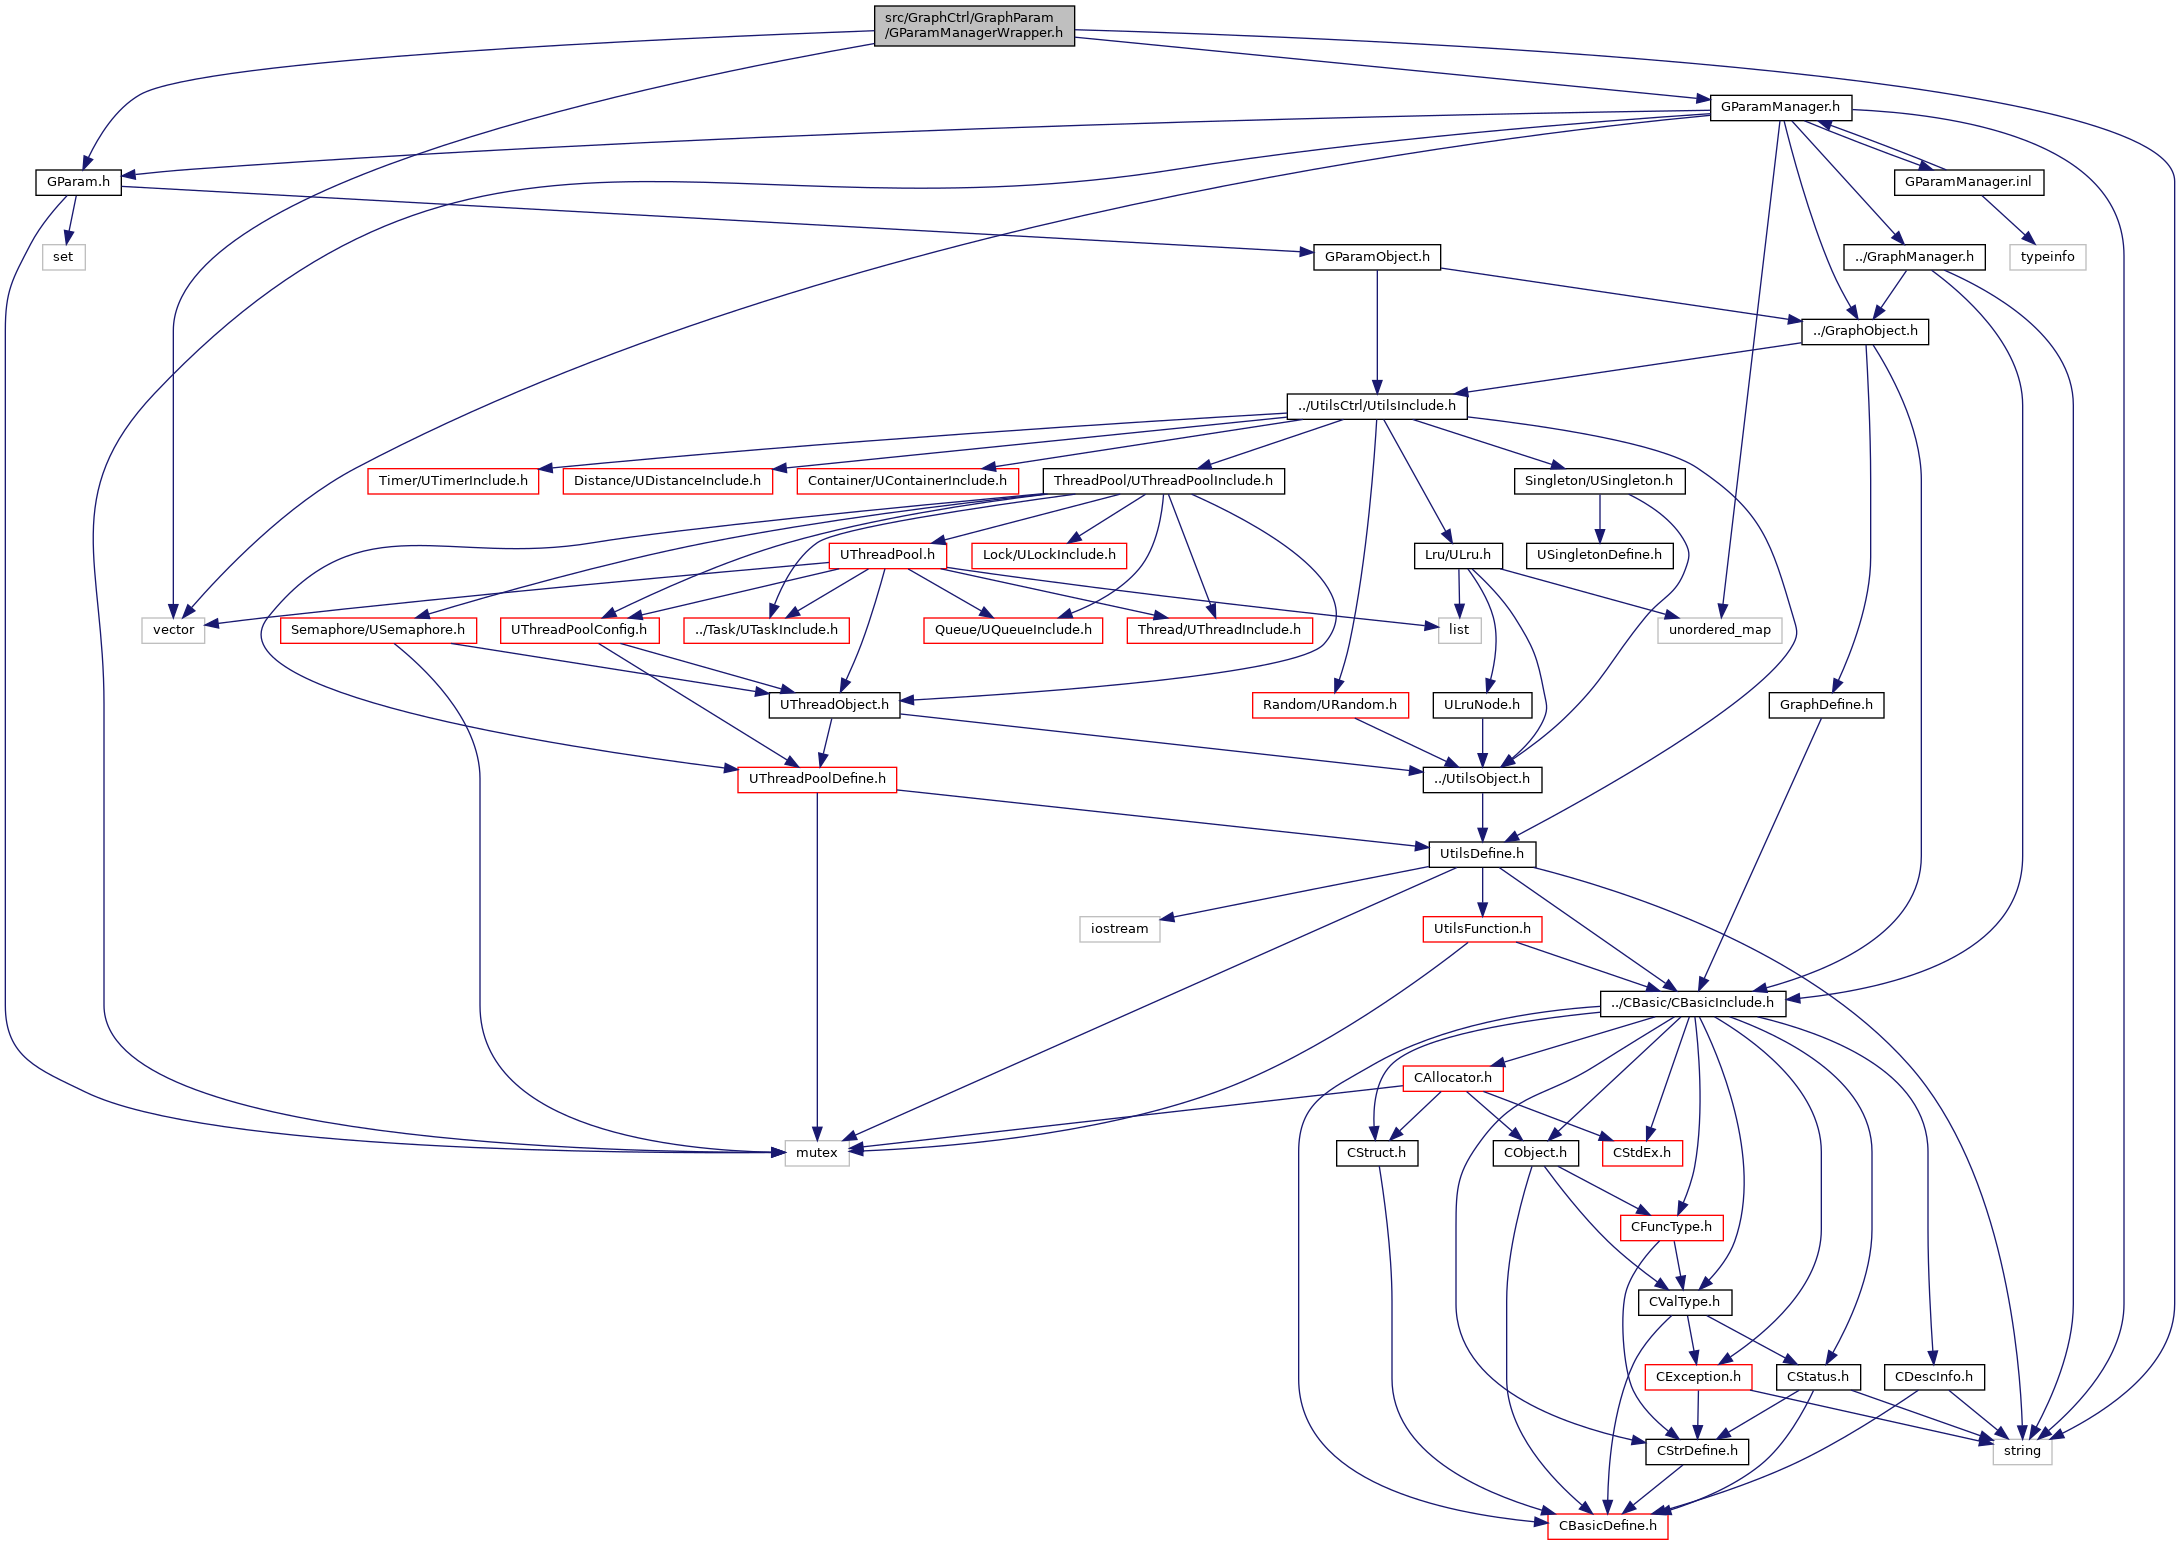 src/GraphCtrl/GraphParam
/GParamManagerWrapper.h
GParamManager.h
GParam.h
GParamManager.inl
set
GParamObject.h
../GraphManager.h
typeinfo
../GraphObject.h
../UtilsCtrl/UtilsInclude.h
Timer/UTimerInclude.h
Distance/UDistanceInclude.h
Container/UContainerInclude.h
ThreadPool/UThreadPoolInclude.h
Singleton/USingleton.h
UThreadPool.h
Lock/ULockInclude.h
Lru/ULru.h
USingletonDefine.h
vector
Semaphore/USemaphore.h
UThreadPoolConfig.h
../Task/UTaskInclude.h
Queue/UQueueInclude.h
Thread/UThreadInclude.h
list
unordered_map
UThreadObject.h
Random/URandom.h
ULruNode.h
GraphDefine.h
UThreadPoolDefine.h
../UtilsObject.h
UtilsDefine.h
iostream
UtilsFunction.h
../CBasic/CBasicInclude.h
CAllocator.h
mutex
CStruct.h
CObject.h
CStdEx.h
CFuncType.h
CValType.h
CException.h
CStatus.h
CDescInfo.h
CStrDefine.h
string
CBasicDefine.h